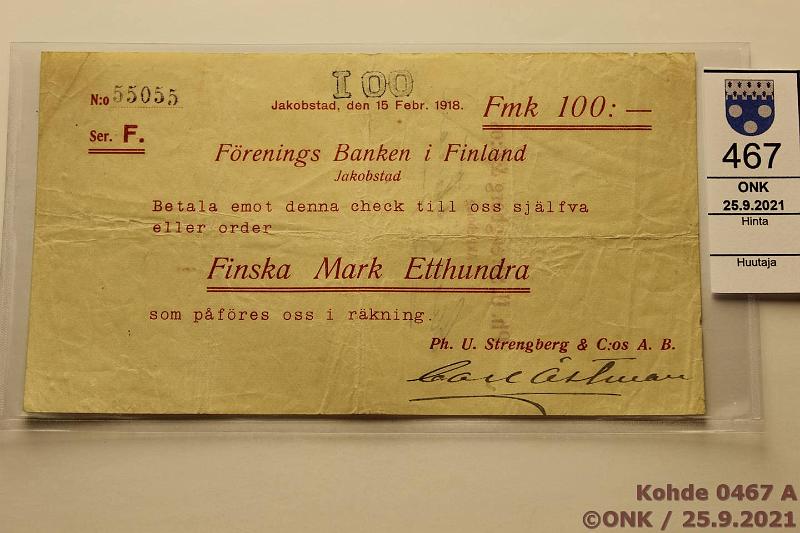 100
N:o 55055
Jakobstad, den 15 Febr. 1918.
Fmk 100: —
Ser. F.
Förenings Banken i Finland
Jakobstad
Betala emot denna check till oss själfva
eller order
Finska Mark Etthundra
som påföres oss i räkning.
Ph. U. Strengberg & C:os A. B.
Carl Åstman
467
ONK
25.9.2021
Hinta
Huutaja
Kohde 0467 A
©ONK / 25.9.2021